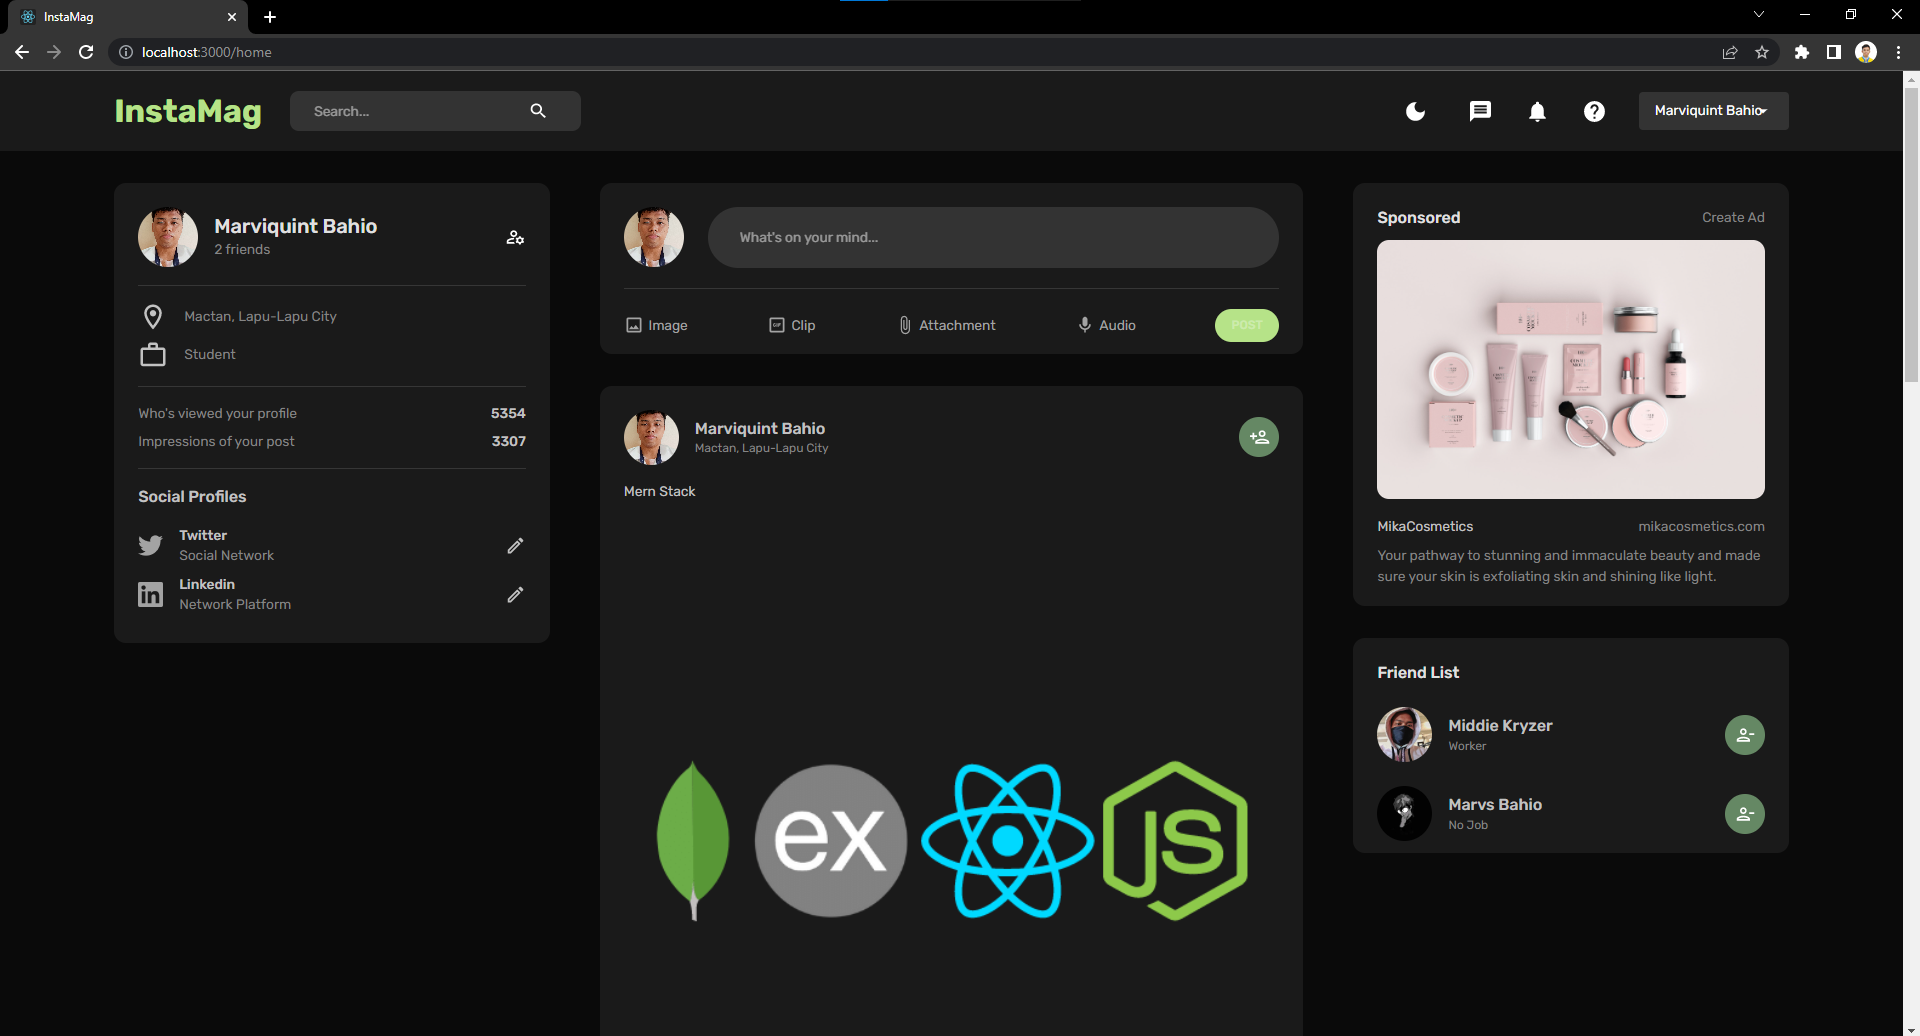 InstaMag
localhost:3000/home
InstaMag
Search...
Marviquint Bahio
Marviquint Bahio
2 friends
Mactan, Lapu-Lapu City
Student
Who's viewed your profile 5354
Impressions of your post 3307
Social Profiles
Twitter
Social Network
Linkedin
Network Platform
What's on your mind...
Image Clip Attachment Audio POST
Marviquint Bahio
Mactan, Lapu-Lapu City
Mern Stack
ex
JS
Sponsored Create Ad
MikaCosmetics mikacosmetics.com
Your pathway to stunning and immaculate beauty and made
sure your skin is exfoliating skin and shining like light.
Friend List
Middie Kryzer
Worker
Marvs Bahio
No Job